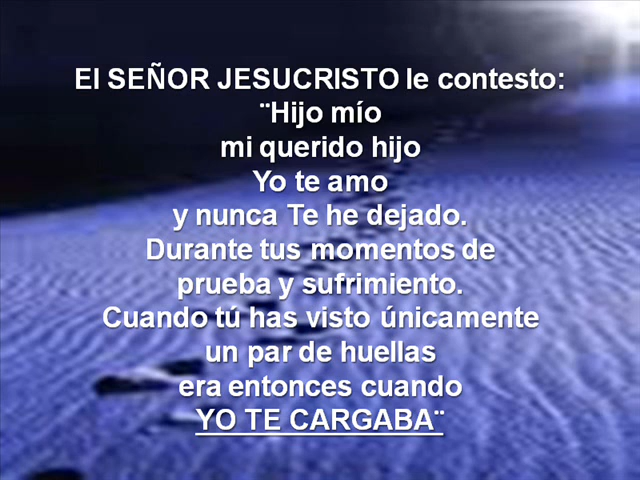 El SEÑOR JESUCRISTO le contesto:
¨Hijo mío
mi querido hijo
Yo te amo
y nunca Te he dejado.
Durante tus momentos de
prueba y sufrimiento.
Cuando tú has visto únicamente
un par de huellas
era entonces cuando
YO TE CARGABA¨